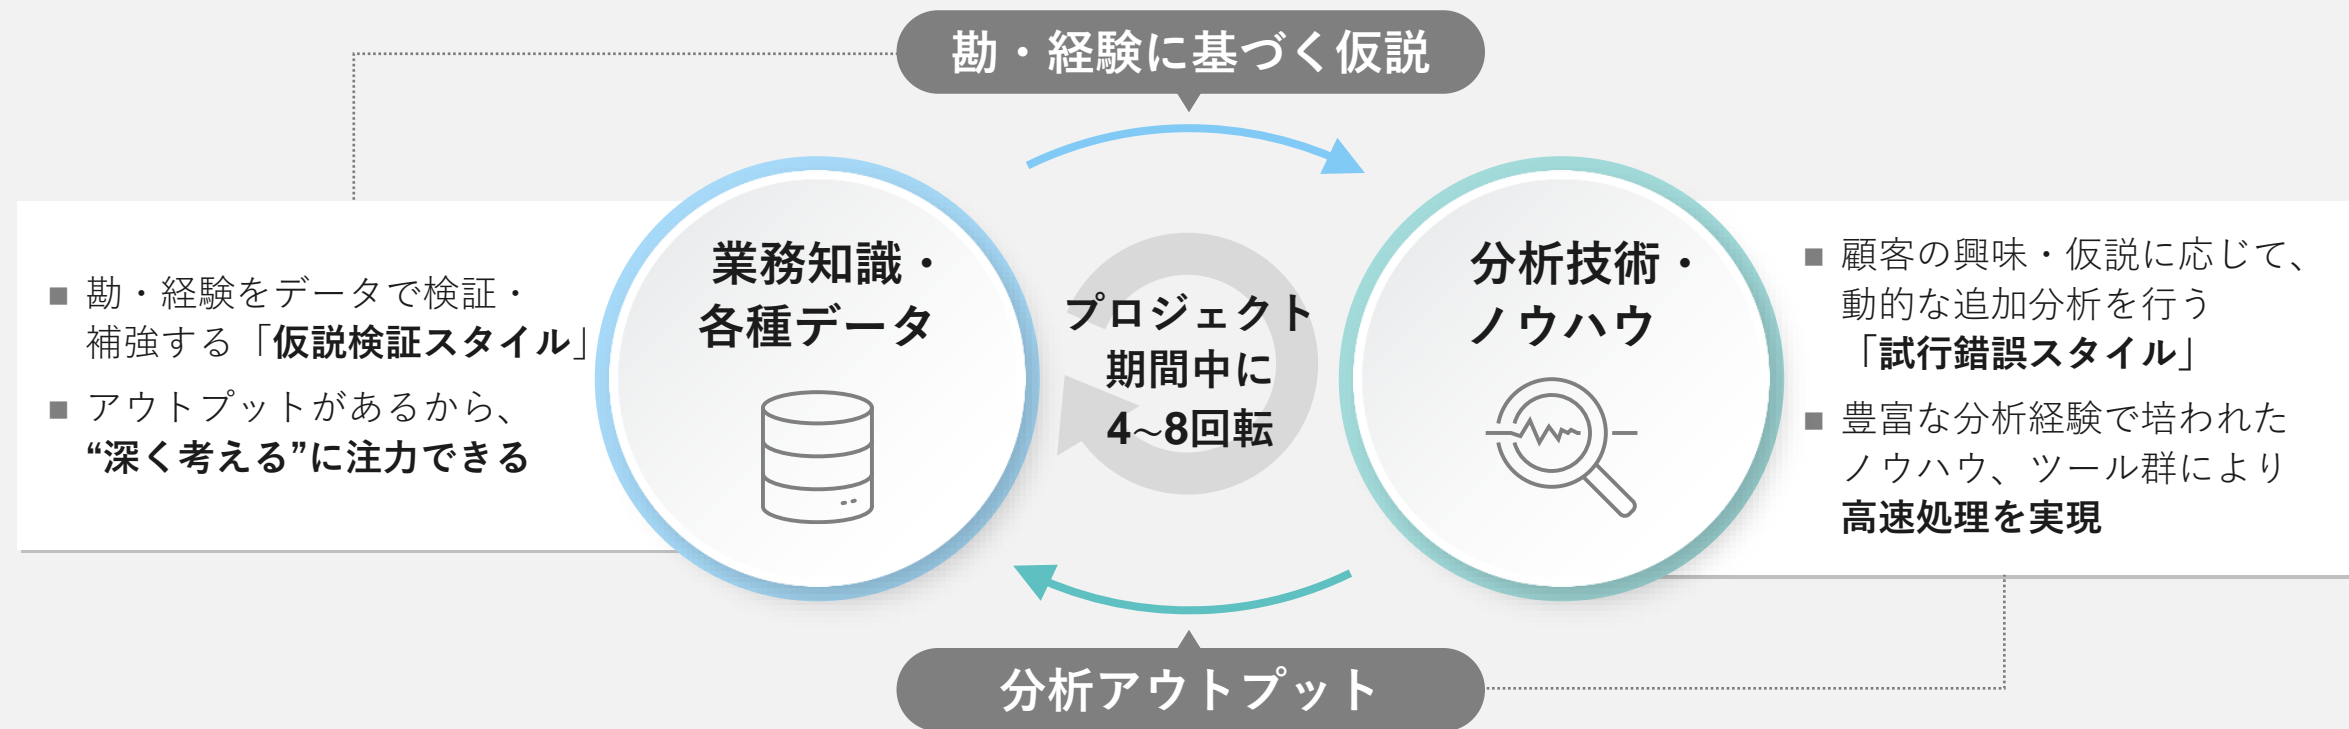 勘・経験に基づく仮説
■ 勘・経験をデータで検証・
補強する「仮説検証スタイル」
■ アウトプットがあるから、
“深く考える”に注力できる
業務知識・
各種データ
プロジェクト
期間中に
4~8回転
分析技術・
ノウハウ
■ 顧客の興味・仮説に応じて、
動的な追加分析を行う
「試行錯誤スタイル」
■ 豊富な分析経験で培われた
ノウハウ、ツール群により
高速処理を実現
分析アウトプット